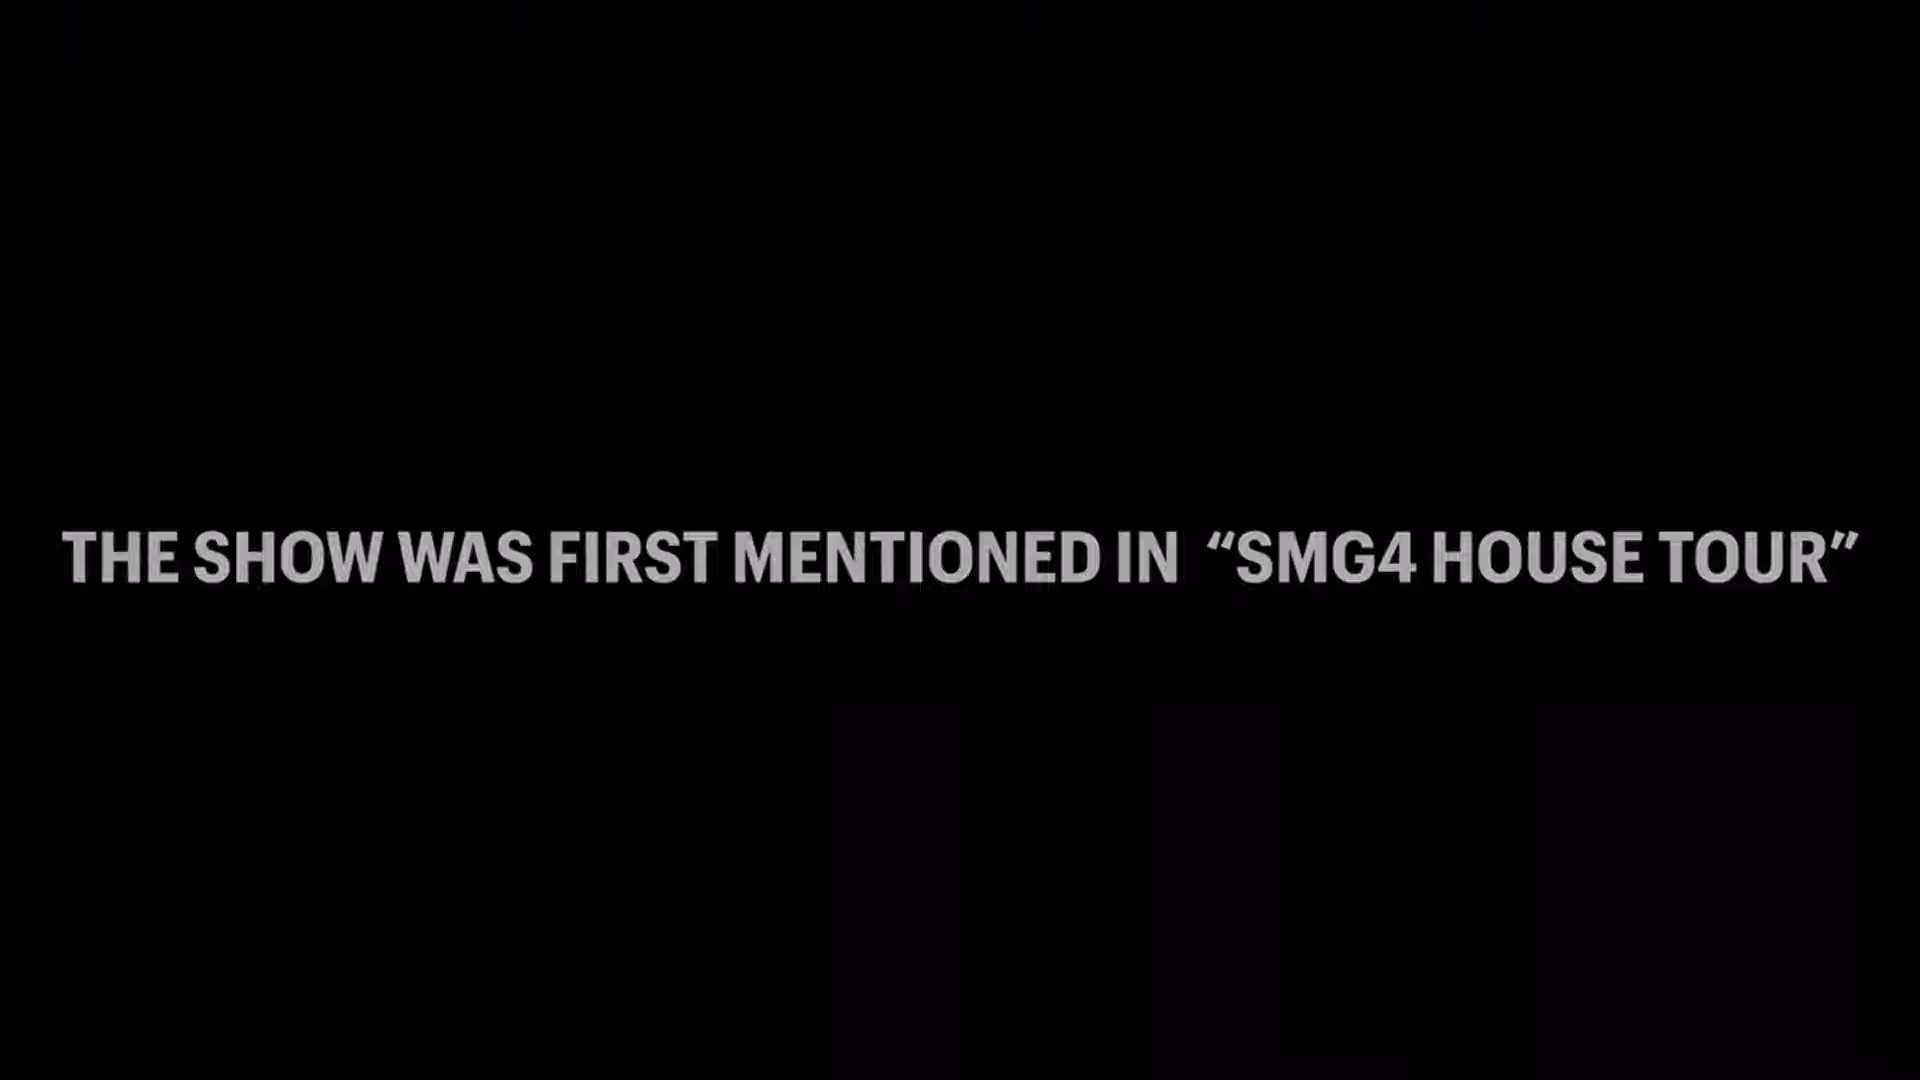 THE SHOW WAS FIRST MENTIONED IN “SMG4 HOUSE TOUR”